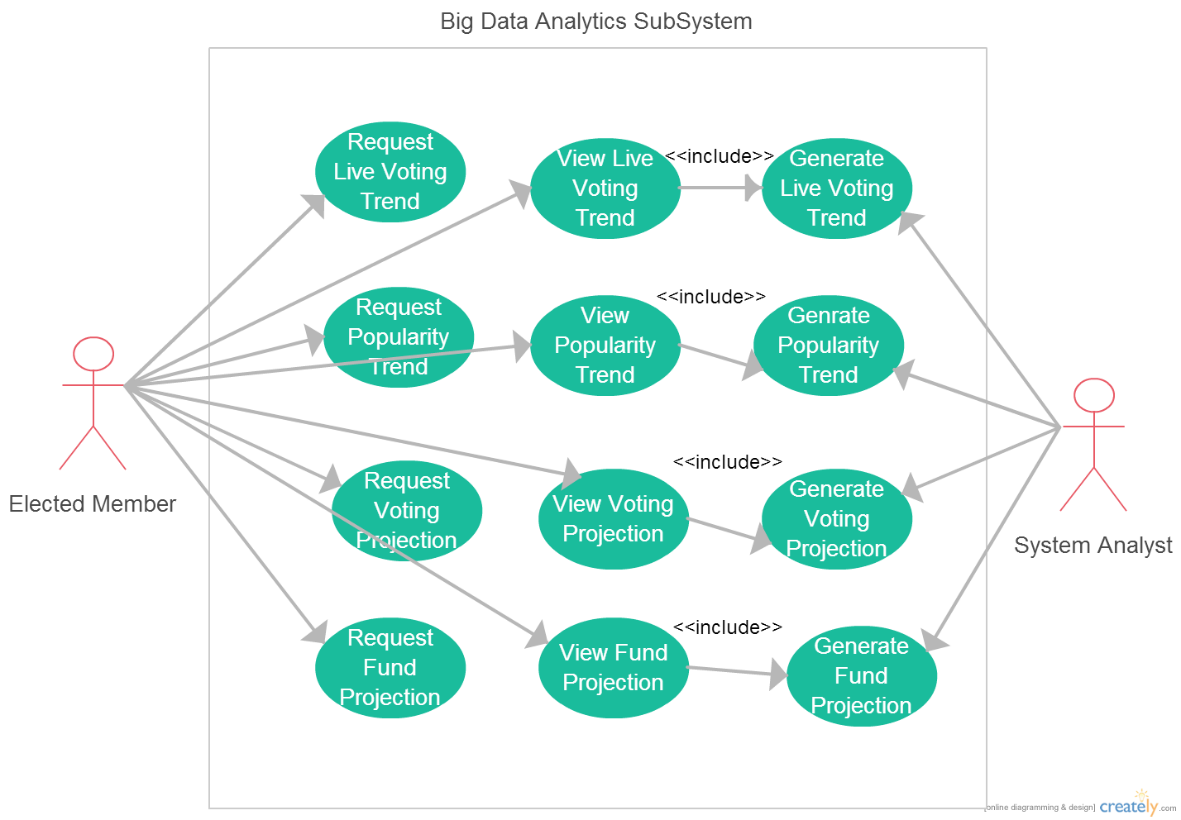 Big Data Analytics SubSystem
Request
Live Voting
Trend
View Live
Voting
Trend
<<include>>
Generate
Live Voting
Trend
Request
Popularity
Trend
View
Popularity
Trend
<<include>>
Genrate
Popularity
Trend
Elected Member
Request
Voting
Projection
View Voting
Projection
<<include>>
Generate
Voting
Projection
System Analyst
Request
Fund
Projection
View Fund
Projection
<<include>>
Generate
Fund
Projection
[online diagramming & design] creately.com